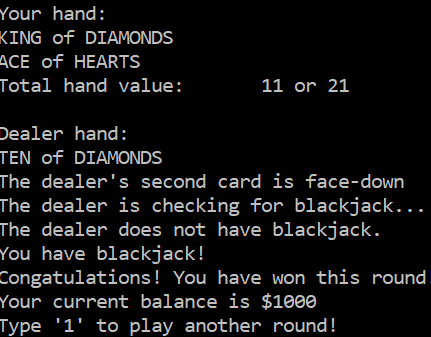 Your hand:
KING of DIAMONDS
ACE of HEARTS
Total hand value: 11 or 21
Dealer hand:
TEN of DIAMONDS
The dealer's second card is face-down
The dealer is checking for blackjack...
The dealer does not have blackjack.
You have blackjack!
Congatulations! You have won this round
Your current balance is $1000
Type '1' to play another round!